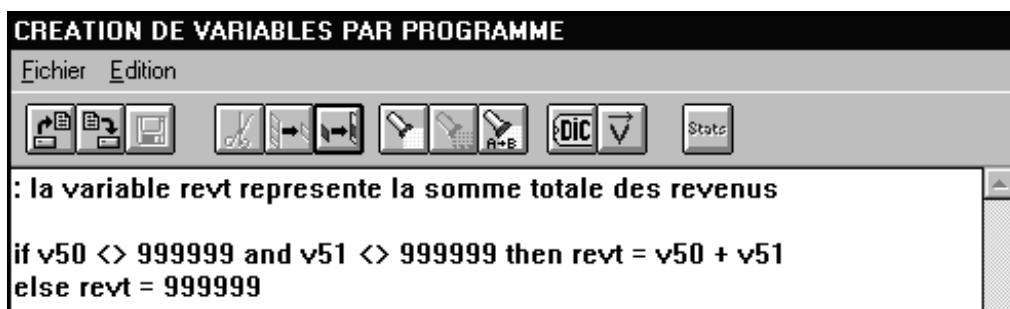 CREATION DE VARIABLES PAR PROGRAMME
Fichier Edition
A→B DiC V Stats
: la variable revt represente la somme totale des revenus
if v50 <> 999999 and v51 <> 999999 then revt = v50 + v51
else revt = 999999